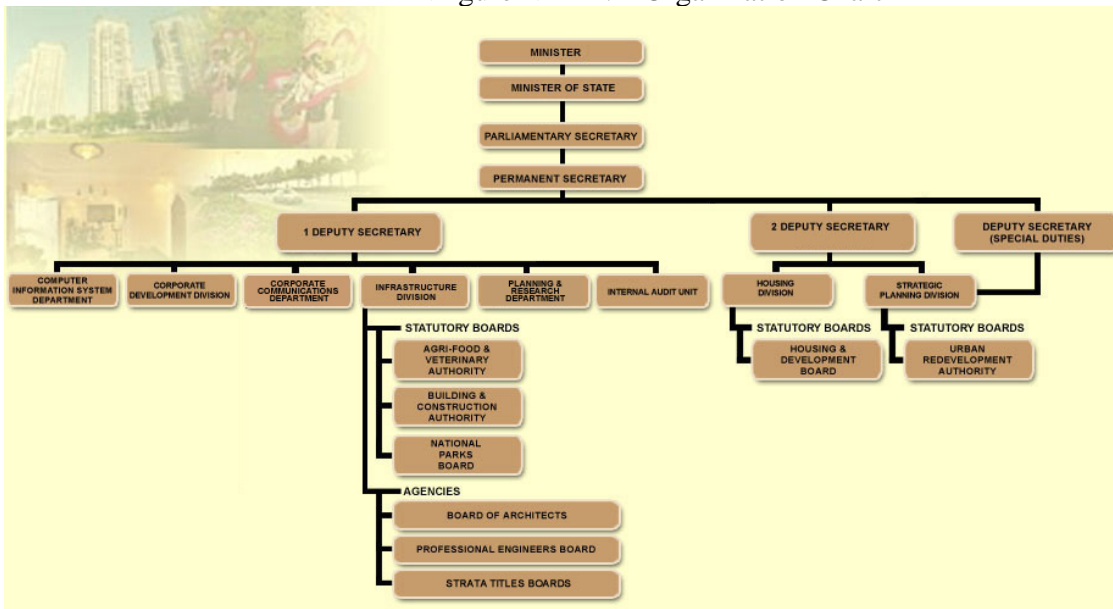 MINISTER
MINISTER OF STATE
PARLIAMENTARY SECRETARY
PERMANENT SECRETARY
1 DEPUTY SECRETARY
2 DEPUTY SECRETARY
DEPUTY SECRETARY
(SPECIAL DUTIES)
COMPUTER
INFORMATION SYSTEM
DEPARTMENT
CORPORATE
DEVELOPMENT DIVISION
CORPORATE
COMMUNICATIONS
DEPARTMENT
INFRASTRUCTURE
DIVISION
PLANNING &
RESEARCH
DEPARTMENT
INTERNAL AUDIT UNIT
HOUSING
DIVISION
STRATEGIC
PLANNING DIVISION
STATUTORY BOARDS
AGRI-FOOD &
VETERINARY
AUTHORITY
BUILDING &
CONSTRUCTION
AUTHORITY
NATIONAL
PARKS
BOARD
AGENCIES
BOARD OF ARCHITECTS
PROFESSIONAL ENGINEERS BOARD
STRATA TITLES BOARDS
STATUTORY BOARDS
HOUSING &
DEVELOPMENT
BOARD
STATUTORY BOARDS
URBAN
REDEVELOPMENT
AUTHORITY